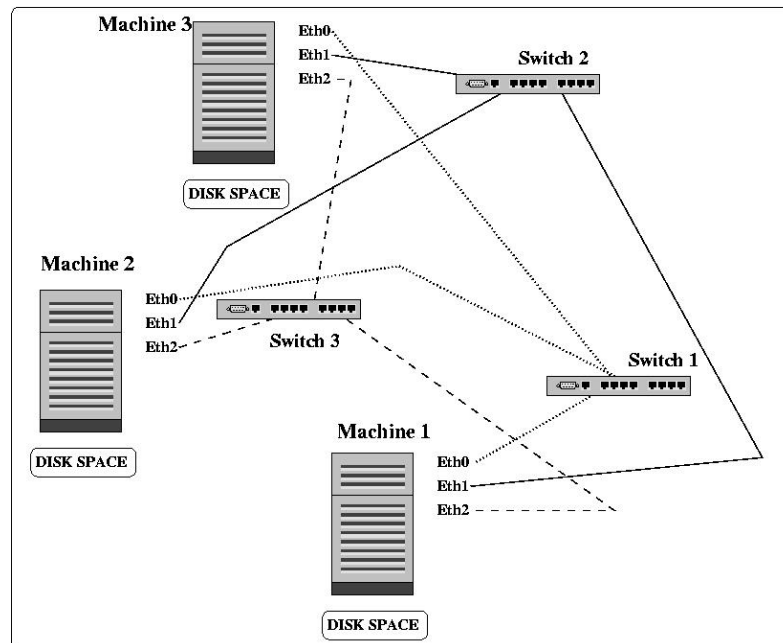 Machine 3
Eth0
Eth1
Eth2
Switch 2
DISK SPACE
Machine 2
Eth0
Eth1
Eth2
Switch 3
Switch 1
DISK SPACE
Machine 1
Eth0
Eth1
Eth2
DISK SPACE